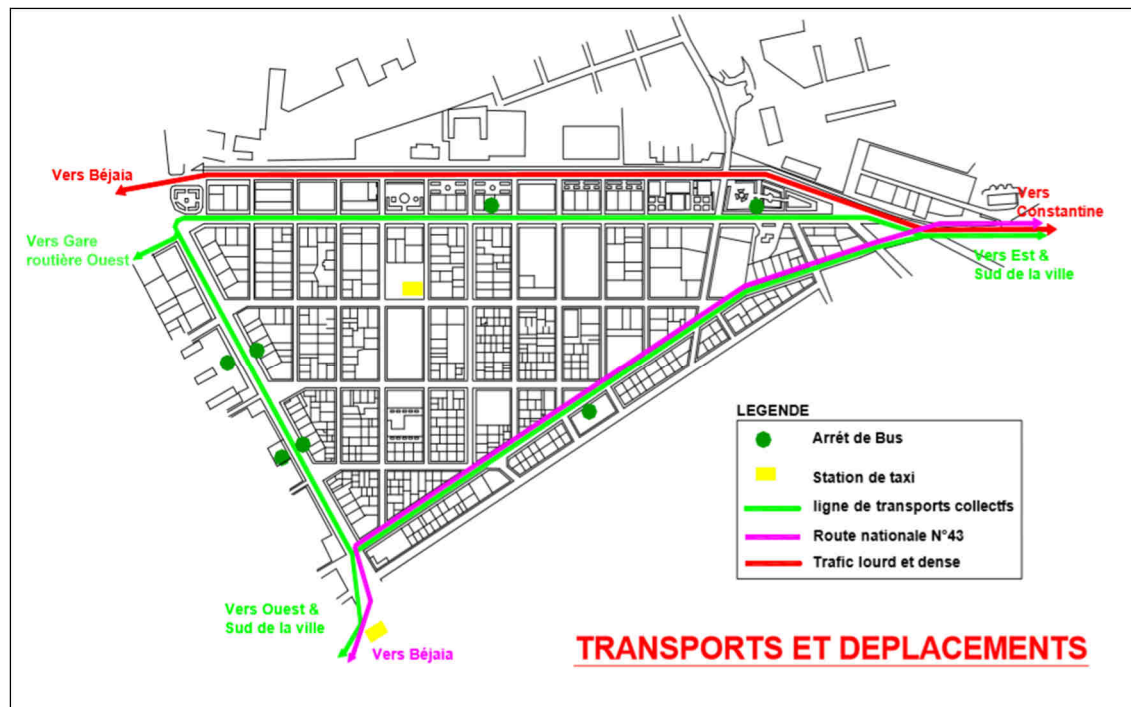 Vers Béjaia
Vers
Constantine
Vers Gare
routière Ouest
Vers Est &
Sud de la ville
LEGENDE
Arrét de Bus
Station de taxi
ligne de transports collectfs
Route nationale N°43
Trafic lourd et dense
Vers Ouest &
Sud de la ville
Vers Béjaia
TRANSPORTS ET DEPLACEMENTS